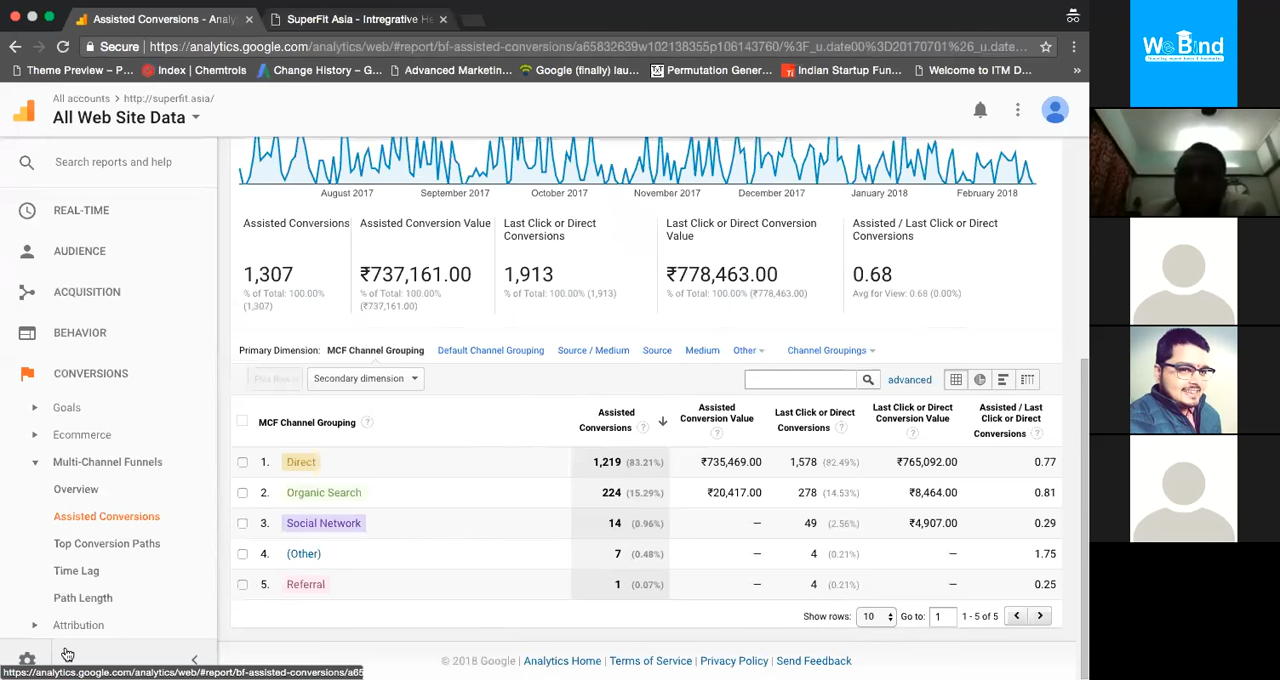 Assisted Conversions - Analy
SuperFit Asia - Intregrative He
Secure
https://analytics.google.com/analytics/web/#report/bf-assisted-conversions/a65832639w102138355p106143760/%3F_u.date00%3D20170701%26_u.date...
Theme Preview – P...
Index | Chemtrols
Change History – G...
Advanced Marketin...
Google (finally) lau...
Permutation Gener...
Indian Startup Fun...
Welcome to ITM D...
»
All accounts > http://superfit.asia/
All Web Site Data
Search reports and help
REAL-TIME
AUDIENCE
ACQUISITION
BEHAVIOR
CONVERSIONS
Goals
Ecommerce
Multi-Channel Funnels
Overview
Assisted Conversions
Top Conversion Paths
Time Lag
Path Length
Attribution
https://analytics.google.com/analytics/web/#report/bf-assisted-conversions/a65
August 2017 September 2017 October 2017 November 2017 December 2017 January 2018 February 2018
Assisted Conversions
1,307
% of Total: 100.00%
(1,307)
Assisted Conversion Value
₹737,161.00
% of Total: 100.00%
(₹737,161.00)
Last Click or Direct
Conversions
1,913
% of Total: 100.00% (1,913)
Last Click or Direct Conversion
Value
₹778,463.00
% of Total: 100.00% (₹778,463.00)
Assisted / Last Click or Direct
Conversions
0.68
Avg for View: 0.68 (0.00%)
Primary Dimension: MCF Channel Grouping Default Channel Grouping Source / Medium Source Medium Other Channel Groupings
Plot Rows Secondary dimension advanced
MCF Channel Grouping ?
Assisted
Conversions ?
Assisted
Conversion Value
?
Last Click or Direct
Conversions ?
Last Click or Direct
Conversion Value
?
Assisted / Last
Click or Direct
Conversions ?
1. Direct 1,219 (83.21%) ₹735,469.00 1,578 (82.49%) ₹765,092.00 0.77
2. Organic Search 224 (15.29%) ₹20,417.00 278 (14.53%) ₹8,464.00 0.81
3. Social Network 14 (0.96%) — 49 (2.56%) ₹4,907.00 0.29
4. (Other) 7 (0.48%) — 4 (0.21%) — 1.75
5. Referral 1 (0.07%) — 4 (0.21%) — 0.25
Show rows: 10 Go to: 1 1 - 5 of 5
© 2018 Google | Analytics Home | Terms of Service | Privacy Policy | Send Feedback
WeBind